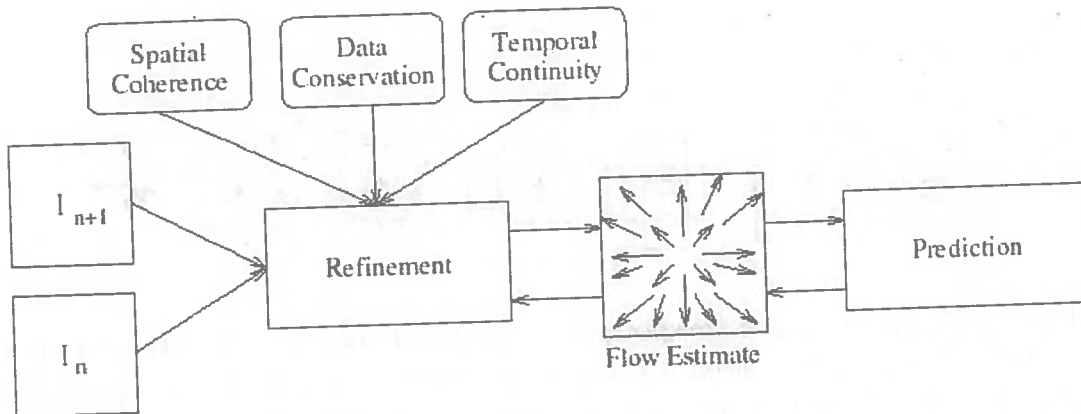 Spatial
Coherence
Data
Conservation
Temporal
Continuity
I n+1
Refinement
Prediction
I n
Flow Estimate